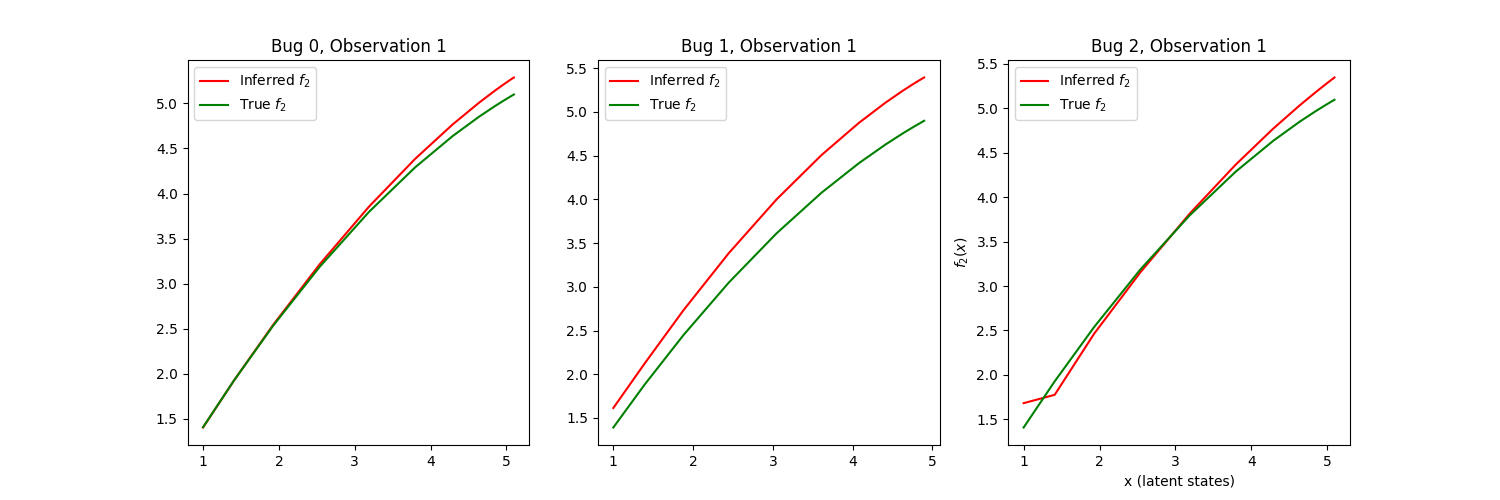 Bug 0, Observation 1
Inferred f₂
True f₂
5.0
4.5
4.0
3.5
3.0
2.5
2.0
1.5
1 2 3 4 5
Bug 1, Observation 1
Inferred f₂
True f₂
5.5
5.0
4.5
4.0
3.5
3.0
2.5
2.0
1.5
1 2 3 4 5
Bug 2, Observation 1
Inferred f₂
True f₂
f₂(x)
5.5
5.0
4.5
4.0
3.5
3.0
2.5
2.0
1.5
1 2 3 4 5
x (latent states)